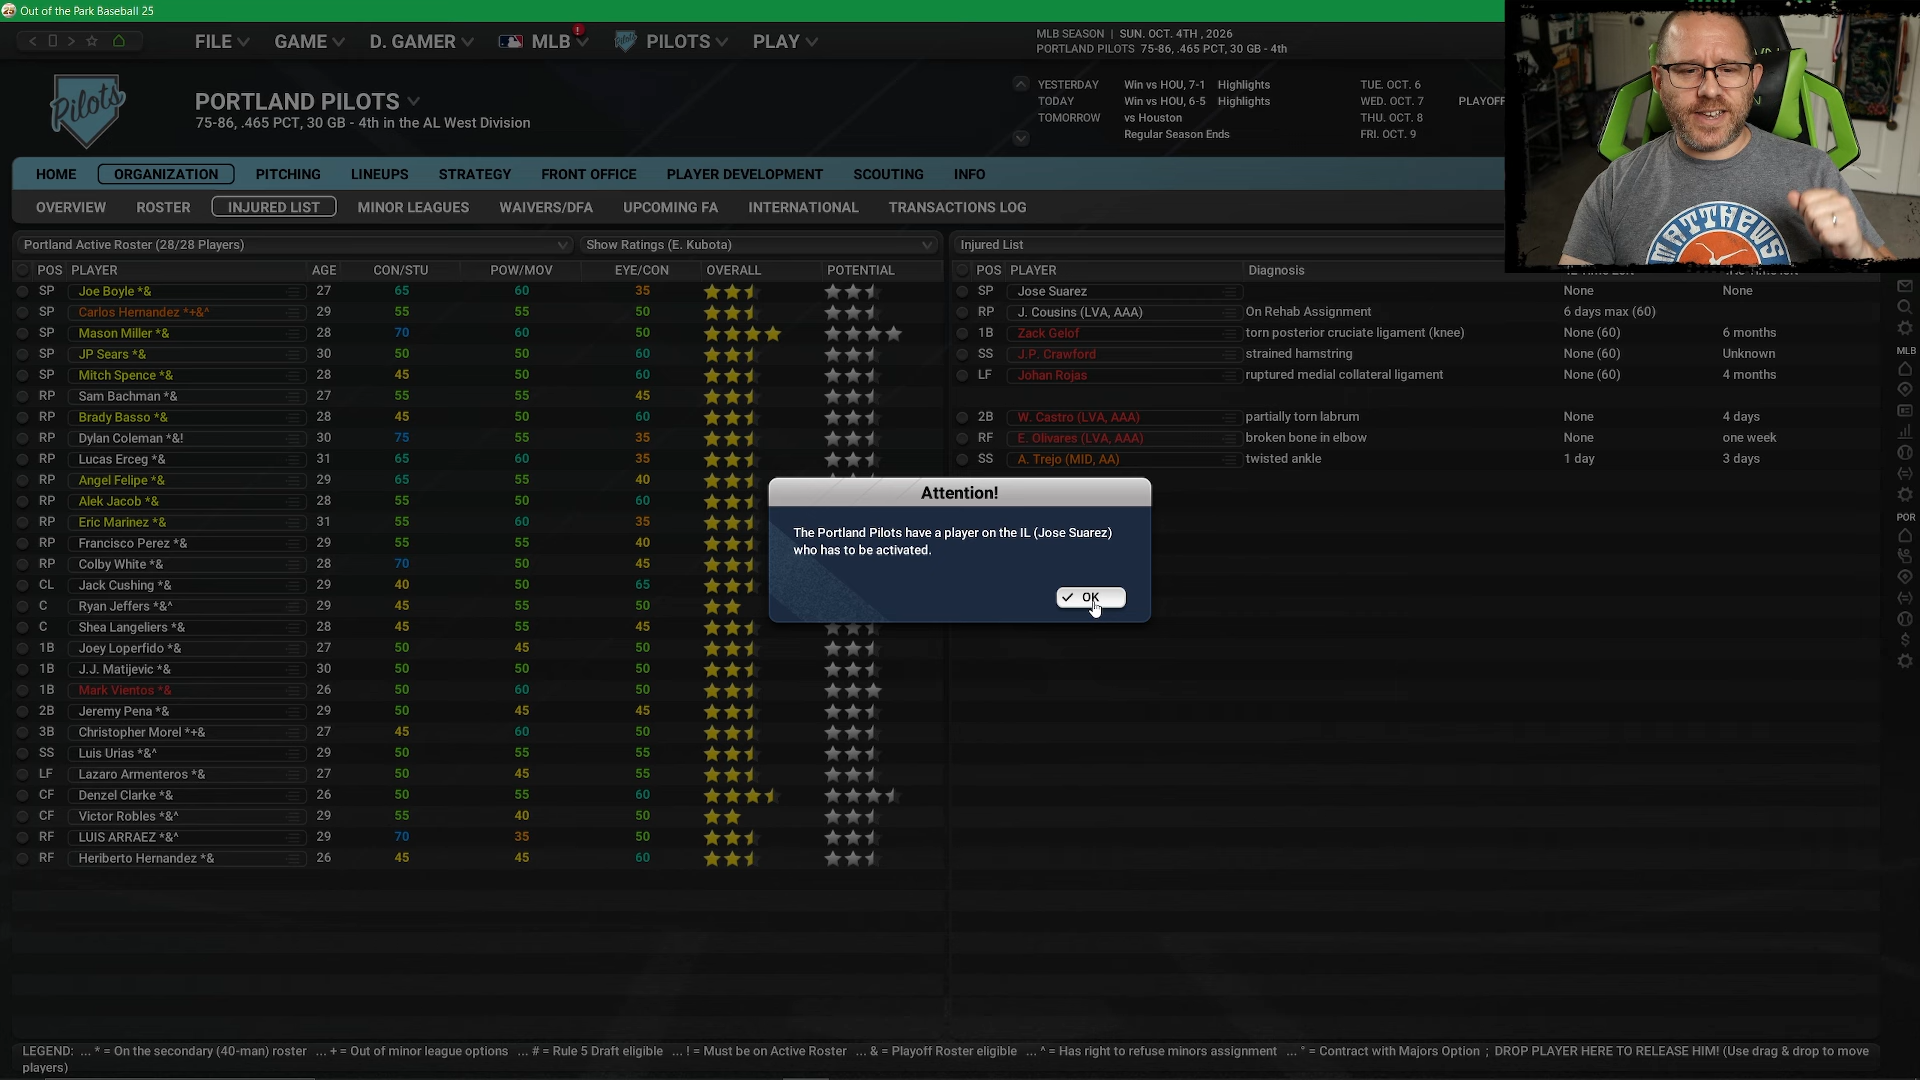 Out of the Park Baseball 25
FILE GAME D. GAMER MLB PILOTS PLAY
MLB SEASON | SUN. OCT. 4TH , 2026
PORTLAND PILOTS 75-86, .465 PCT, 30 GB - 4th
Pilots
PORTLAND PILOTS
75-86, .465 PCT, 30 GB - 4th in the AL West Division
YESTERDAY Win vs HOU, 7-1 Highlights TUE. OCT. 6
TODAY Win vs HOU, 6-5 Highlights WED. OCT. 7 PLAYOFF
TOMORROW vs Houston THU. OCT. 8
Regular Season Ends FRI. OCT. 9
MATTHEWS
HOME ORGANIZATION PITCHING LINEUPS STRATEGY FRONT OFFICE PLAYER DEVELOPMENT SCOUTING INFO
OVERVIEW ROSTER INJURED LIST MINOR LEAGUES WAIVERS/DFA UPCOMING FA INTERNATIONAL TRANSACTIONS LOG
Portland Active Roster (28/28 Players) Show Ratings (E. Kubota) Injured List
POS PLAYER AGE CON/STU POW/MOV EYE/CON OVERALL POTENTIAL POS PLAYER Diagnosis
SP Joe Boyle *& 27 65 60 35 SP Jose Suarez None None
SP Carlos Hernandez *+&^ 29 55 55 50 RP J. Cousins (LVA, AAA) On Rehab Assignment 6 days max (60)
SP Mason Miller *& 28 70 60 50 1B Zack Gelof torn posterior cruciate ligament (knee) None (60) 6 months
SP JP Sears *& 30 50 50 60 SS J.P. Crawford strained hamstring None (60) Unknown
SP Mitch Spence *& 28 45 50 60 LF Johan Rojas ruptured medial collateral ligament None (60) 4 months
RP Sam Bachman *& 27 55 55 45
RP Brady Basso *& 28 45 50 60 2B W. Castro (LVA, AAA) partially torn labrum None 4 days
RP Dylan Coleman *&! 30 75 55 35 RF E. Olivares (LVA, AAA) broken bone in elbow None one week
RP Lucas Erceg *& 31 65 60 35 SS A. Trejo (MID, AA) twisted ankle 1 day 3 days
RP Angel Felipe *& 29 65 55 40
RP Alek Jacob *& 28 55 50 60
RP Eric Marinez *& 31 55 60 35
RP Francisco Perez *& 29 55 55 40
RP Colby White *& 28 70 50 45
CL Jack Cushing *& 29 40 50 65
C Ryan Jeffers *&^ 29 45 55 50
C Shea Langeliers *& 28 45 55 45
1B Joey Loperfido *& 27 50 45 50
1B J.J. Matijevic *& 30 50 50 50
1B Mark Vientos *& 26 50 60 50
2B Jeremy Pena *& 29 50 45 45
3B Christopher Morel *+& 27 45 60 50
SS Luis Urias *&^ 29 50 55 55
LF Lazaro Armenteros *& 27 50 45 55
CF Denzel Clarke *& 26 50 55 60
CF Victor Robles *&^ 29 55 40 50
RF LUIS ARRAEZ *&^ 29 70 35 50
RF Heriberto Hernandez *& 26 45 45 60
Attention!
The Portland Pilots have a player on the IL (Jose Suarez)
who has to be activated.
OK
MLB
POR
LEGEND: ... * = On the secondary (40-man) roster ... + = Out of minor league options ... # = Rule 5 Draft eligible ... ! = Must be on Active Roster ... & = Playoff Roster eligible ... ^ = Has right to refuse minors assignment ... ° = Contract with Majors Option ; DROP PLAYER HERE TO RELEASE HIM! (Use drag & drop to move
players)